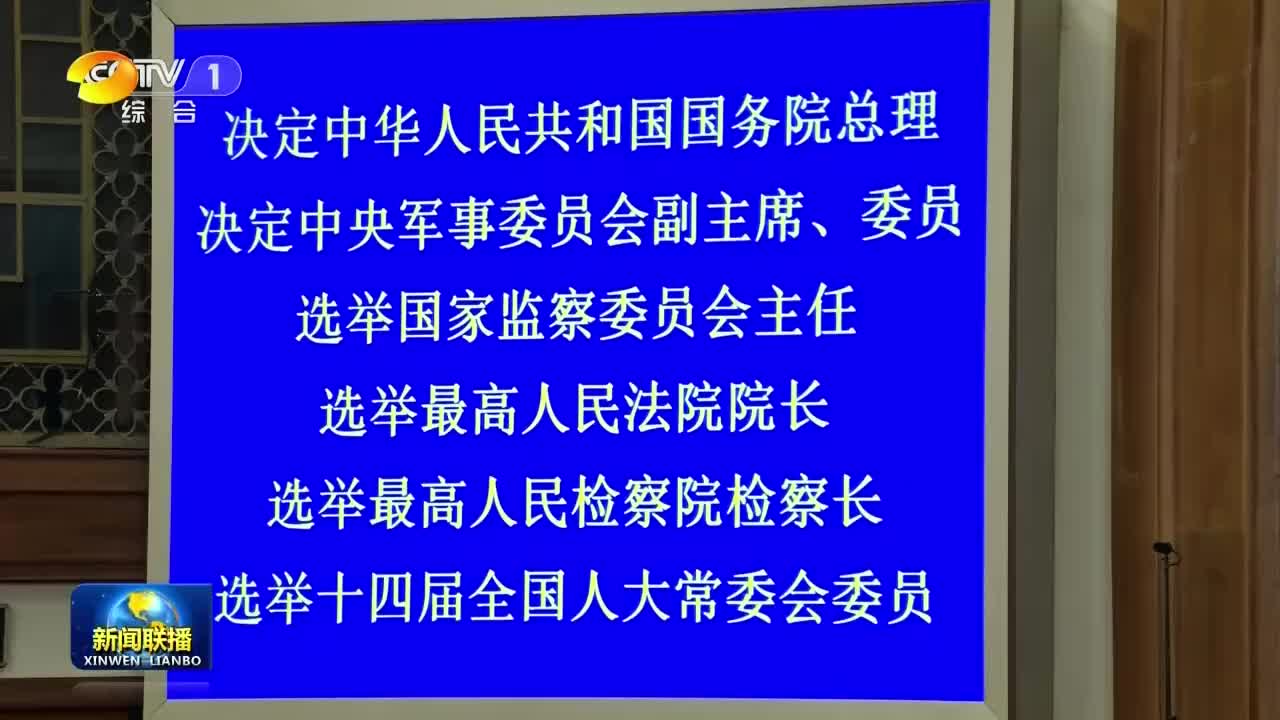 CCTV 1
综合
决定中华人民共和国国务院总理
决定中央军事委员会副主席、委员
选举国家监察委员会主任
选举最高人民法院院长
选举最高人民检察院检察长
选举十四届全国人大常委会委员
新闻联播
XINWEN LIANBO